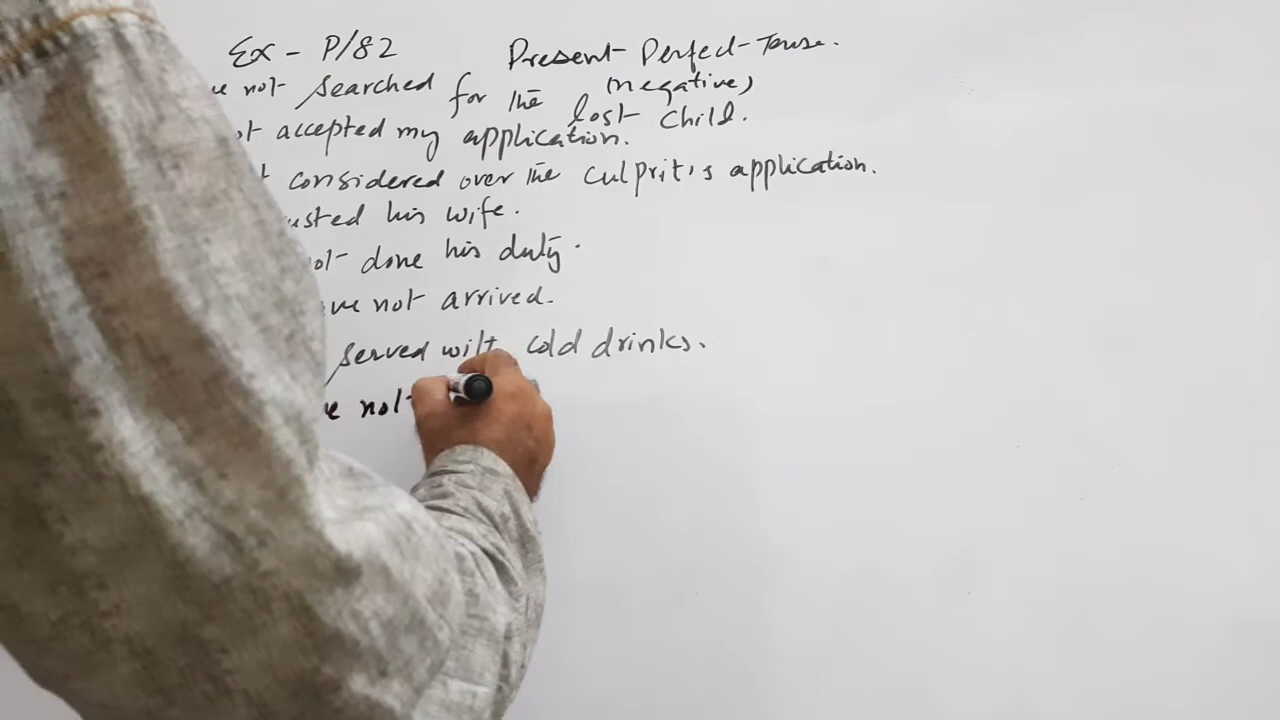 Ex - P/82 Present Perfect Tense.
(negative)
not searched for the lost child.
accepted my application.
considered over the culprit's application.
his wife.
done his duty.
not arrived.
served with cold drinks.
not